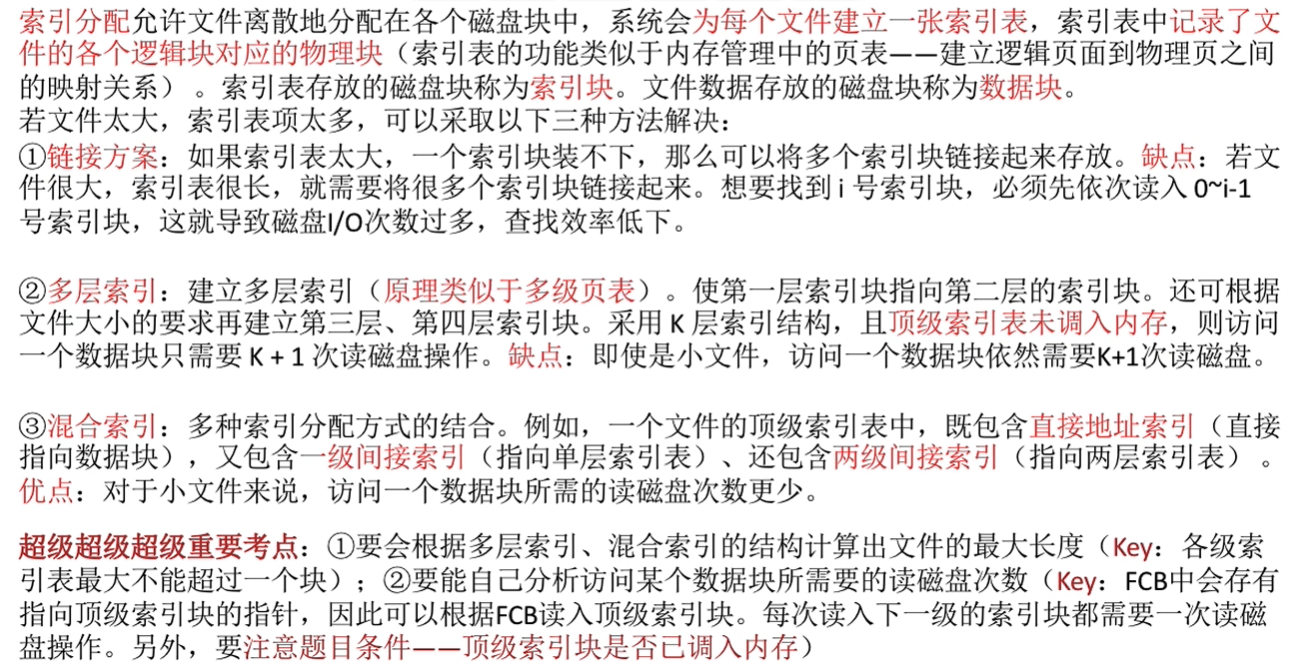 索引分配允许文件离散地分配在各个磁盘块中，系统会为每个文件建立一张索引表，索引表中记录了文
件的各个逻辑块对应的物理块（索引表的功能类似于内存管理中的页表——建立逻辑页面到物理页之间
的映射关系）。索引表存放的磁盘块称为索引块。文件数据存放的磁盘块称为数据块。
若文件太大，索引表项太多，可以采取以下三种方法解决：
①链接方案：如果索引表太大，一个索引块装不下，那么可以将多个索引块链接起来存放。缺点：若文
件很大，索引表很长，就需要将很多个索引块链接起来。想要找到 i 号索引块，必须先依次读入 0~i-1
号索引块，这就导致磁盘I/O次数过多，查找效率低下。
②多层索引：建立多层索引（原理类似于多级页表）。使第一层索引块指向第二层的索引块。还可根据
文件大小的要求再建立第三层、第四层索引块。采用 K 层索引结构，且顶级索引表未调入内存，则访问
一个数据块只需要 K + 1 次读磁盘操作。缺点：即使是小文件，访问一个数据块依然需要K+1次读磁盘。
③混合索引：多种索引分配方式的结合。例如，一个文件的顶级索引表中，既包含直接地址索引（直接
指向数据块），又包含一级间接索引（指向单层索引表）、还包含两级间接索引（指向两层索引表）。
优点：对于小文件来说，访问一个数据块所需的读磁盘次数更少。
超级超级超级重要考点：①要会根据多层索引、混合索引的结构计算出文件的最大长度（Key：各级索
引表最大不能超过一个块）；②要能自己分析访问某个数据块所需要的读磁盘次数（Key：FCB中会存有
指向顶级索引块的指针，因此可以根据FCB读入顶级索引块。每次读入下一级的索引块都需要一次读磁
盘操作。另外，要注意题目条件——顶级索引块是否已调入内存）